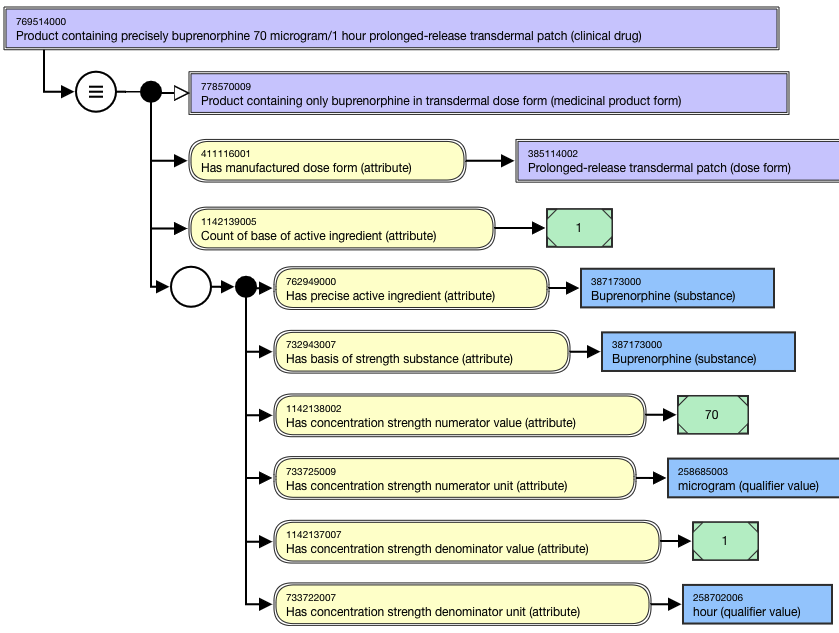 769514000
Product containing precisely buprenorphine 70 microgram/1 hour prolonged-release transdermal patch (clinical drug)
778570009
Product containing only buprenorphine in transdermal dose form (medicinal product form)
411116001
Has manufactured dose form (attribute)
385114002
Prolonged-release transdermal patch (dose form)
1142139005
Count of base of active ingredient (attribute)
1
762949000
Has precise active ingredient (attribute)
387173000
Buprenorphine (substance)
732943007
Has basis of strength substance (attribute)
387173000
Buprenorphine (substance)
1142138002
Has concentration strength numerator value (attribute)
70
733725009
Has concentration strength numerator unit (attribute)
258685003
microgram (qualifier value)
1142137007
Has concentration strength denominator value (attribute)
1
733722007
Has concentration strength denominator unit (attribute)
258702006
hour (qualifier value)